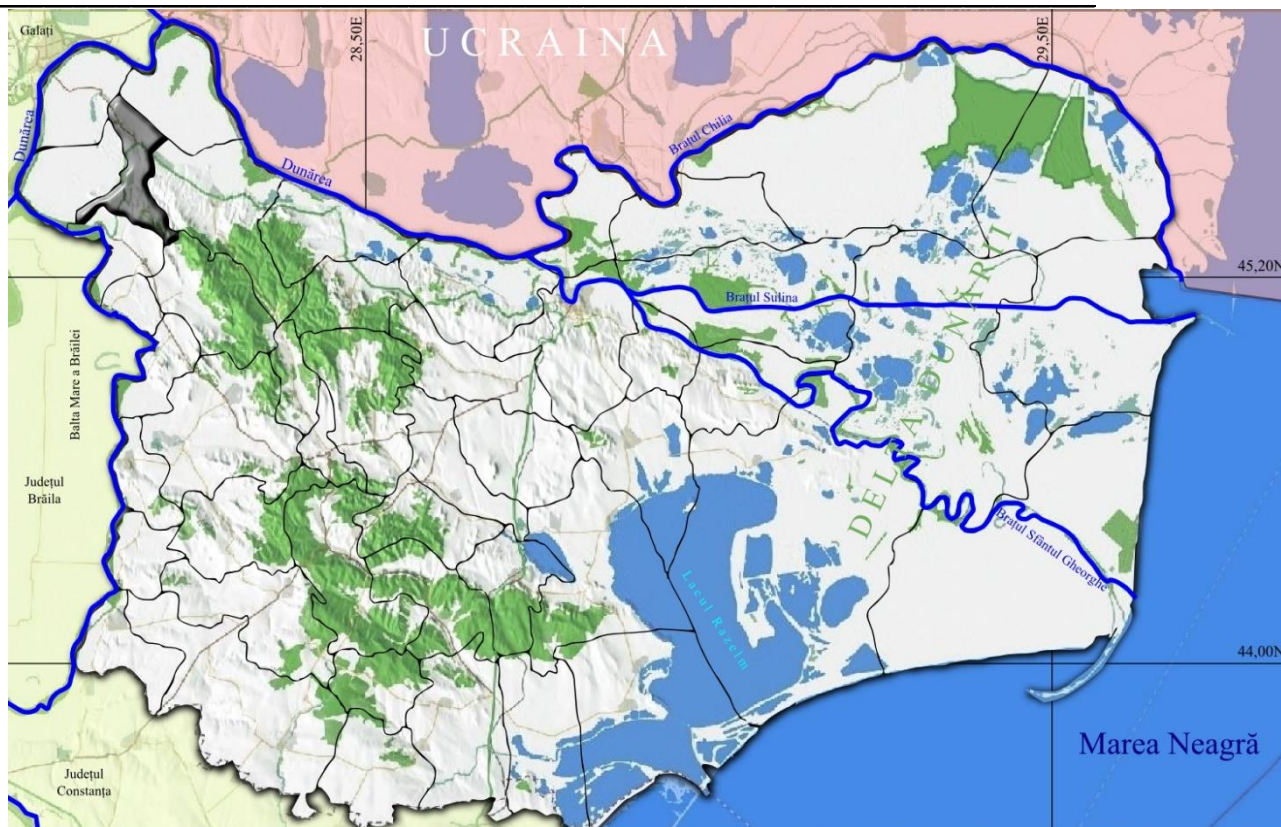 Galați
28,50E
UCRAINA
29,50E
Brațul Chilia
Dunărea
Dunărea
45,20N
Brațul Sulina
Balta Mare a Brăilei
DELTA DUNĂRII
Județul
Brăila
Brațul Sfântul Gheorghe
Lacul Razelm
44,00N
Marea Neagră
Județul
Constanța